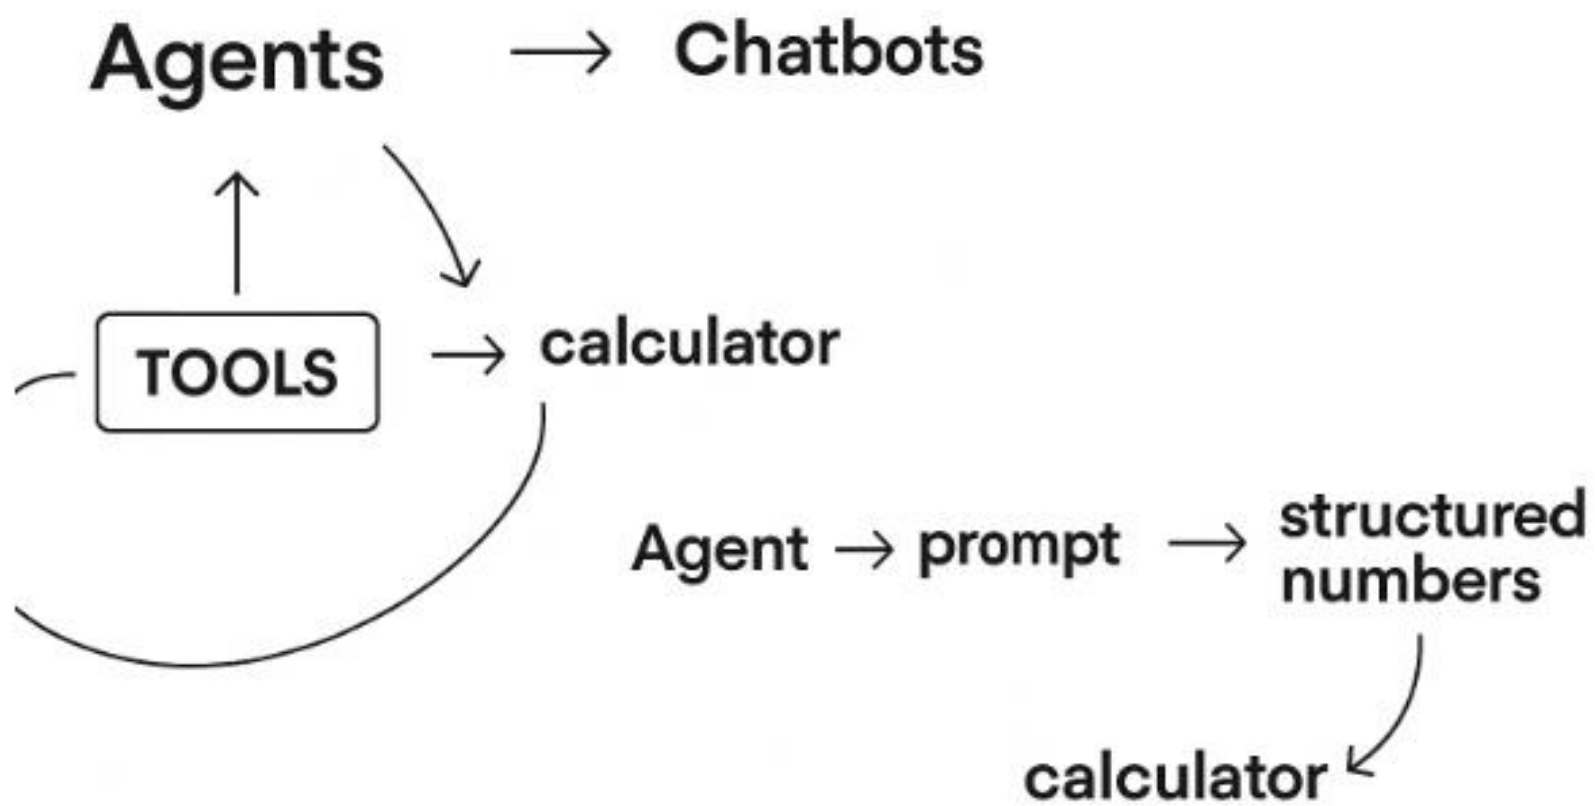 Agents → Chatbots
TOOLS → calculator
Agent → prompt → structured
numbers
calculator